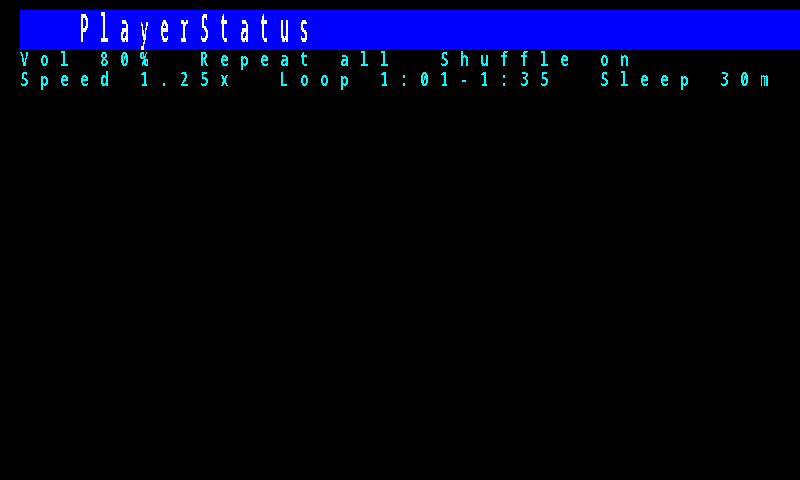 PlayerStatus
Vol 80%  Repeat all  Shuffle on
Speed 1.25x  Loop 1:01-1:35  Sleep 30m